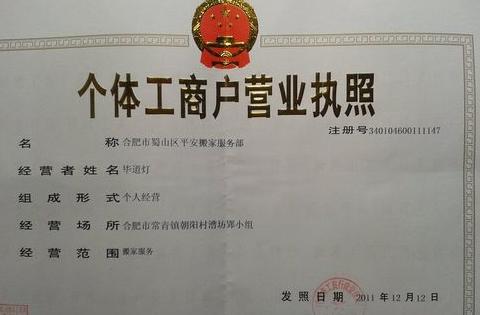 个体工商户营业执照
注册号340104600111147
名 称 合肥市蜀山区平安搬家服务部
经营者姓名 毕道灯
组成形式 个人经营
经营场所 合肥市常青镇朝阳村漕坊郢小组
经营范围 搬家服务
发照日期 2011年12月12日